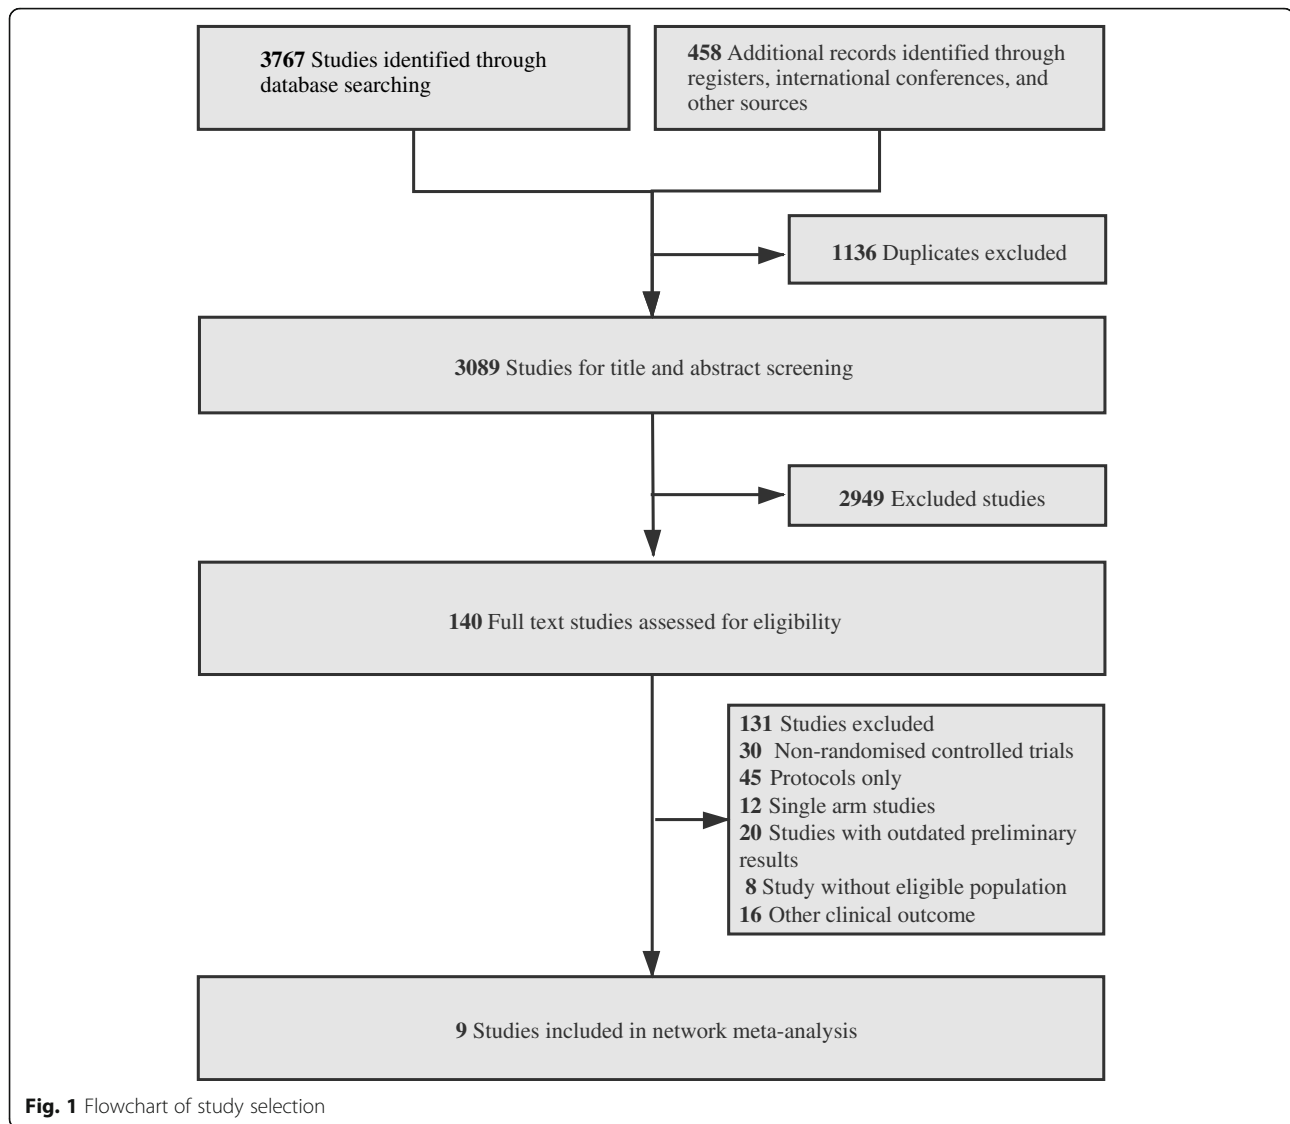 3767 Studies identified through
database searching
458 Additional records identified through
registers, international conferences, and
other sources
1136 Duplicates excluded
3089 Studies for title and abstract screening
2949 Excluded studies
140 Full text studies assessed for eligibility
131 Studies excluded
30 Non-randomised controlled trials
45 Protocols only
12 Single arm studies
20 Studies with outdated preliminary
results
8 Study without eligible population
16 Other clinical outcome
9 Studies included in network meta-analysis
Fig. 1 Flowchart of study selection